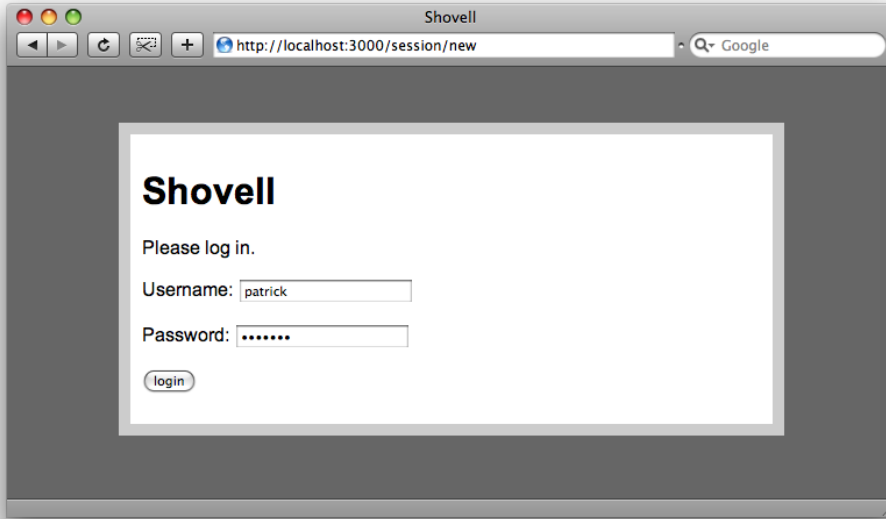 Shovell
http://localhost:3000/session/new
Google
Shovell
Please log in.
Username: patrick
Password: •••••••
login